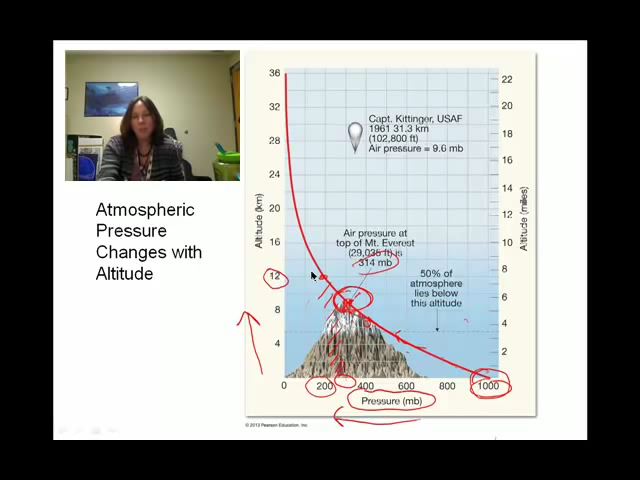 Atmospheric
Pressure
Changes with
Altitude
36
32
28
24
20
16
12
8
4
Altitude (km)
Capt. Kittinger, USAF
1961 31.3 km
(102,800 ft)
Air pressure = 9.6 mb
Air pressure at
top of Mt. Everest
(29,035 ft) is
314 mb
50% of
atmosphere
lies below
this altitude
22
20
18
16
14
12
10
8
6
4
2
Altitude (miles)
0 200 400 600 800 1000
Pressure (mb)
© 2013 Pearson Education, Inc.